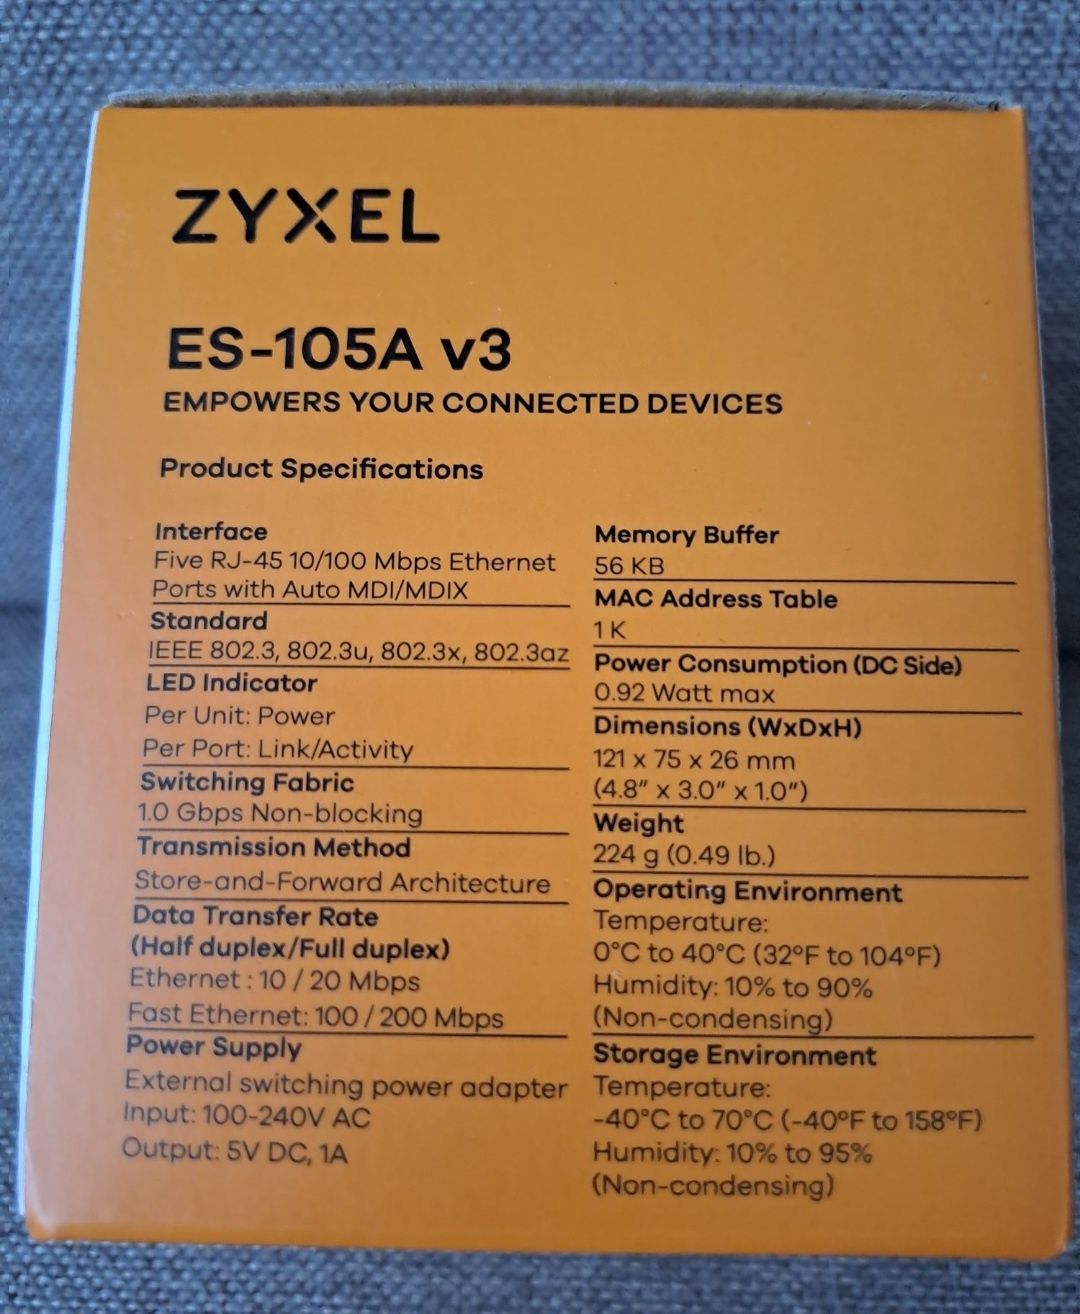 ZYXEL
ES-105A v3
EMPOWERS YOUR CONNECTED DEVICES
Product Specifications
Interface
Five RJ-45 10/100 Mbps Ethernet
Ports with Auto MDI/MDIX
Standard
IEEE 802.3, 802.3u, 802.3x, 802.3az
LED Indicator
Per Unit: Power
Per Port: Link/Activity
Switching Fabric
1.0 Gbps Non-blocking
Transmission Method
Store-and-Forward Architecture
Data Transfer Rate
(Half duplex/Full duplex)
Ethernet : 10 / 20 Mbps
Fast Ethernet: 100 / 200 Mbps
Power Supply
External switching power adapter
Input: 100-240V AC
Output: 5V DC, 1A
Memory Buffer
56 KB
MAC Address Table
1 K
Power Consumption (DC Side)
0.92 Watt max
Dimensions (WxDxH)
121 x 75 x 26 mm
(4.8" x 3.0" x 1.0")
Weight
224 g (0.49 lb.)
Operating Environment
Temperature:
0°C to 40°C (32°F to 104°F)
Humidity: 10% to 90%
(Non-condensing)
Storage Environment
Temperature:
-40°C to 70°C (-40°F to 158°F)
Humidity: 10% to 95%
(Non-condensing)